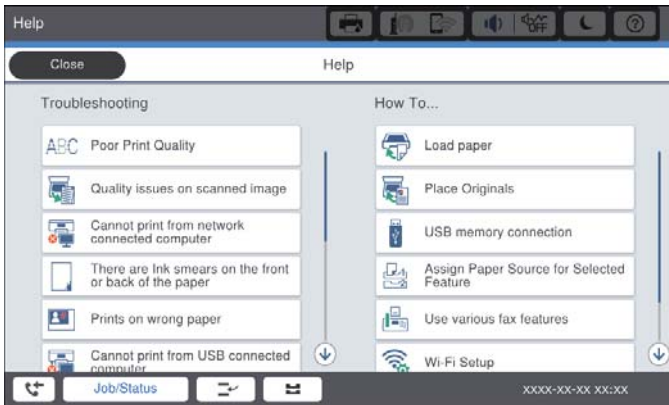 Help
OFF
Close
Help
Troubleshooting
How To...
ABC
Poor Print Quality
Load paper
Quality issues on scanned image
Place Originals
Cannot print from network
connected computer
USB memory connection
There are Ink smears on the front
or back of the paper
Assign Paper Source for Selected
Feature
Prints on wrong paper
Use various fax features
Cannot print from USB connected
computer
Wi-Fi Setup
Job/Status
XXXX-XX-XX XX:XX